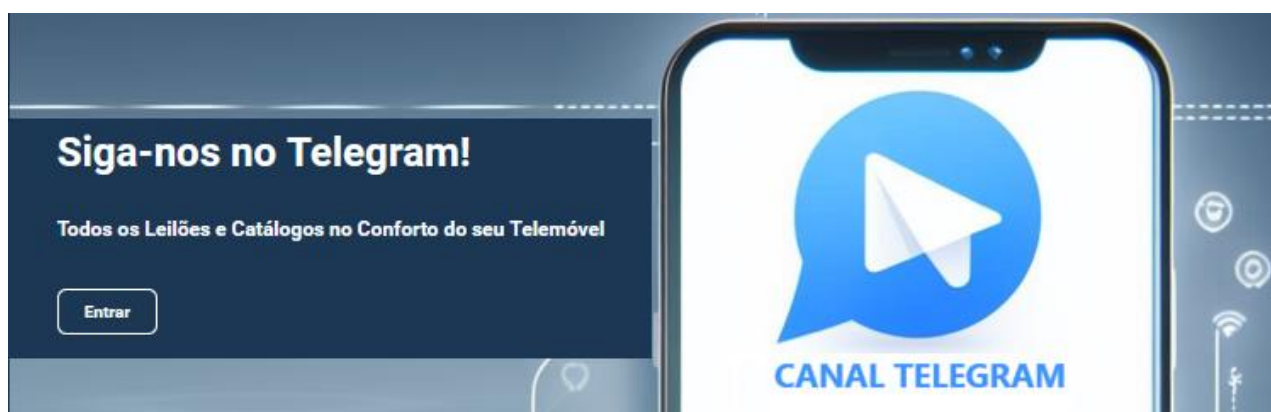 Siga-nos no Telegram!
Todos os Leilões e Catálogos no Conforto do seu Telemóvel
Entrar
CANAL TELEGRAM